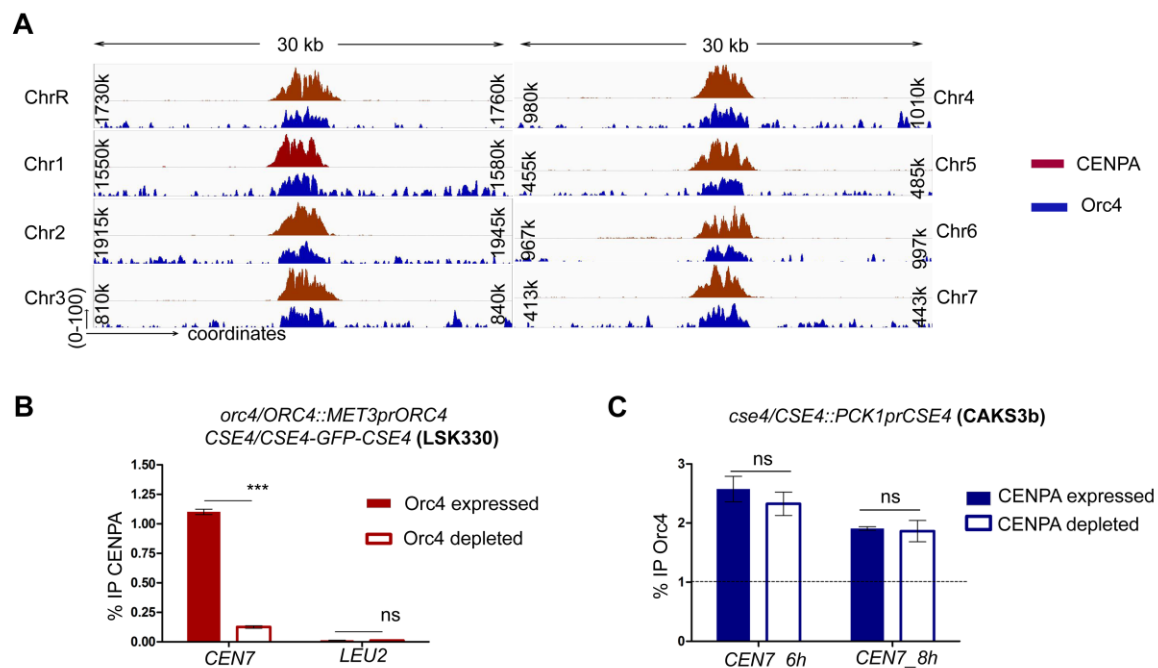 A
30 kb
30 kb
ChrR
1730k
1760k
980k
1010k
Chr4
Chr1
1550k
1580k
455k
485k
Chr5
CENPA
Orc4
Chr2
1915k
1945k
967k
997k
Chr6
Chr3
810k
840k
413k
443k
Chr7
(0-100)
coordinates
B
orc4/ORC4::MET3prORC4
CSE4/CSE4-GFP-CSE4 (LSK330)
% IP CENPA
1.50
1.25
1.00
0.75
0.50
0.25
0.00
***
ns
Orc4 expressed
Orc4 depleted
CEN7
LEU2
C
cse4/CSE4::PCK1prCSE4 (CAKS3b)
% IP Orc4
3
2
1
0
ns
ns
CENPA expressed
CENPA depleted
CEN7_6h
CEN7_8h